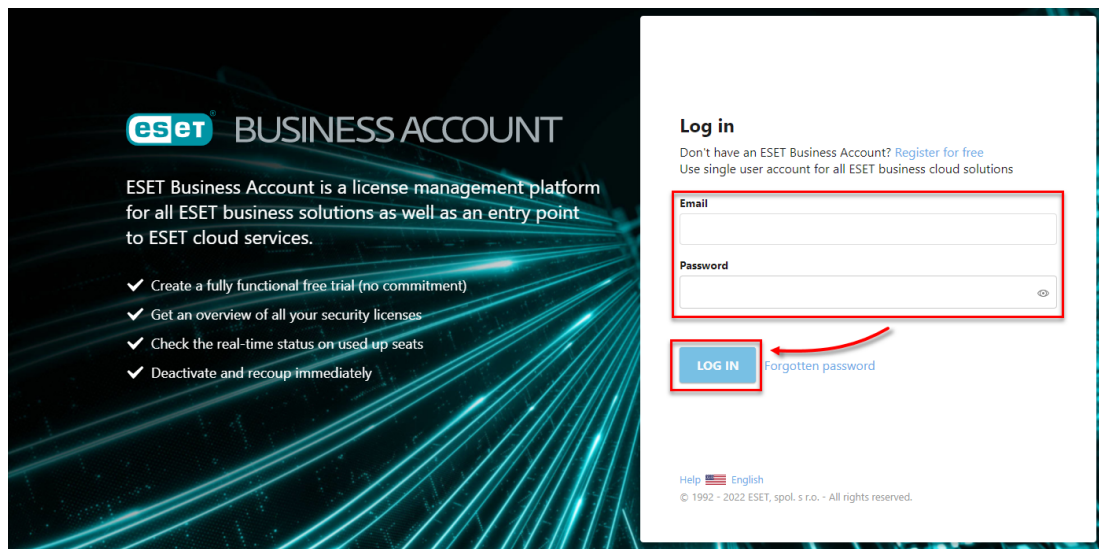 eset® BUSINESS ACCOUNT
ESET Business Account is a license management platform
for all ESET business solutions as well as an entry point
to ESET cloud services.
Create a fully functional free trial (no commitment)
Get an overview of all your security licenses
Check the real-time status on used up seats
Deactivate and recoup immediately
Log in
Don't have an ESET Business Account? Register for free
Use single user account for all ESET business cloud solutions
Email
Password
LOG IN Forgotten password
Help English
© 1992 - 2022 ESET, spol. s r.o. - All rights reserved.